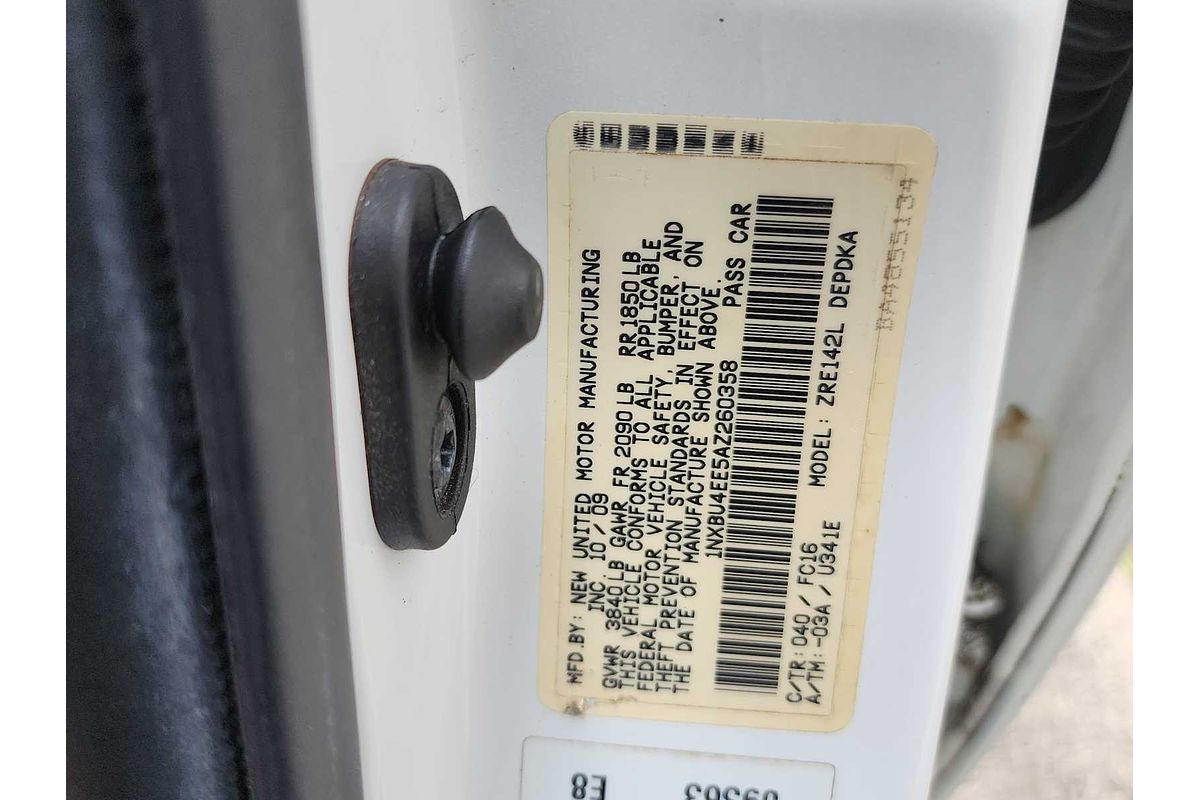 MFD.BY: NEW UNITED MOTOR MANUFACTURING
INC. 10/09
GVWR 3840LB GAWR FR 2090LB RR1850LB
THIS VEHICLE CONFORMS TO ALL APPLICABLE
FEDERAL MOTOR VEHICLE SAFETY, BUMPER, AND
THEFT PREVENTION STANDARDS IN EFFECT ON
THE DATE OF MANUFACTURE SHOWN ABOVE.
1NXBU4EE5AZ260358 PASS CAR
C/TR: 040/FC16 MODEL: ZRE142L DEPDKA
A/TM: -03A/U341E
E8